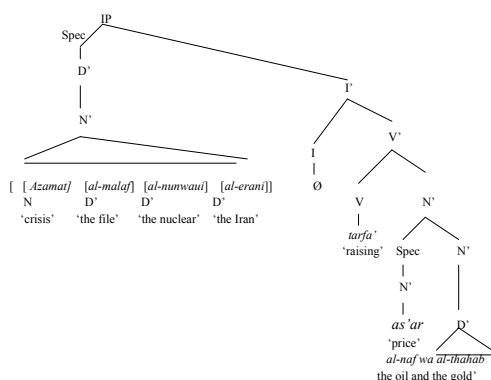 IP
Spec
D’
I’
N’
I
V’
[ [ Azamat] [al-malaf] [al-nunwaui] [al-erani]]
Ø
N D’ D’ D’
V N’
‘crisis’ ‘the file’ ‘the nuclear’ ‘the Iran’
tarfa’
‘raising’
Spec N’
N’
as’ar
D’
‘price’
al-naf wa al-thahab
the oil and the gold’